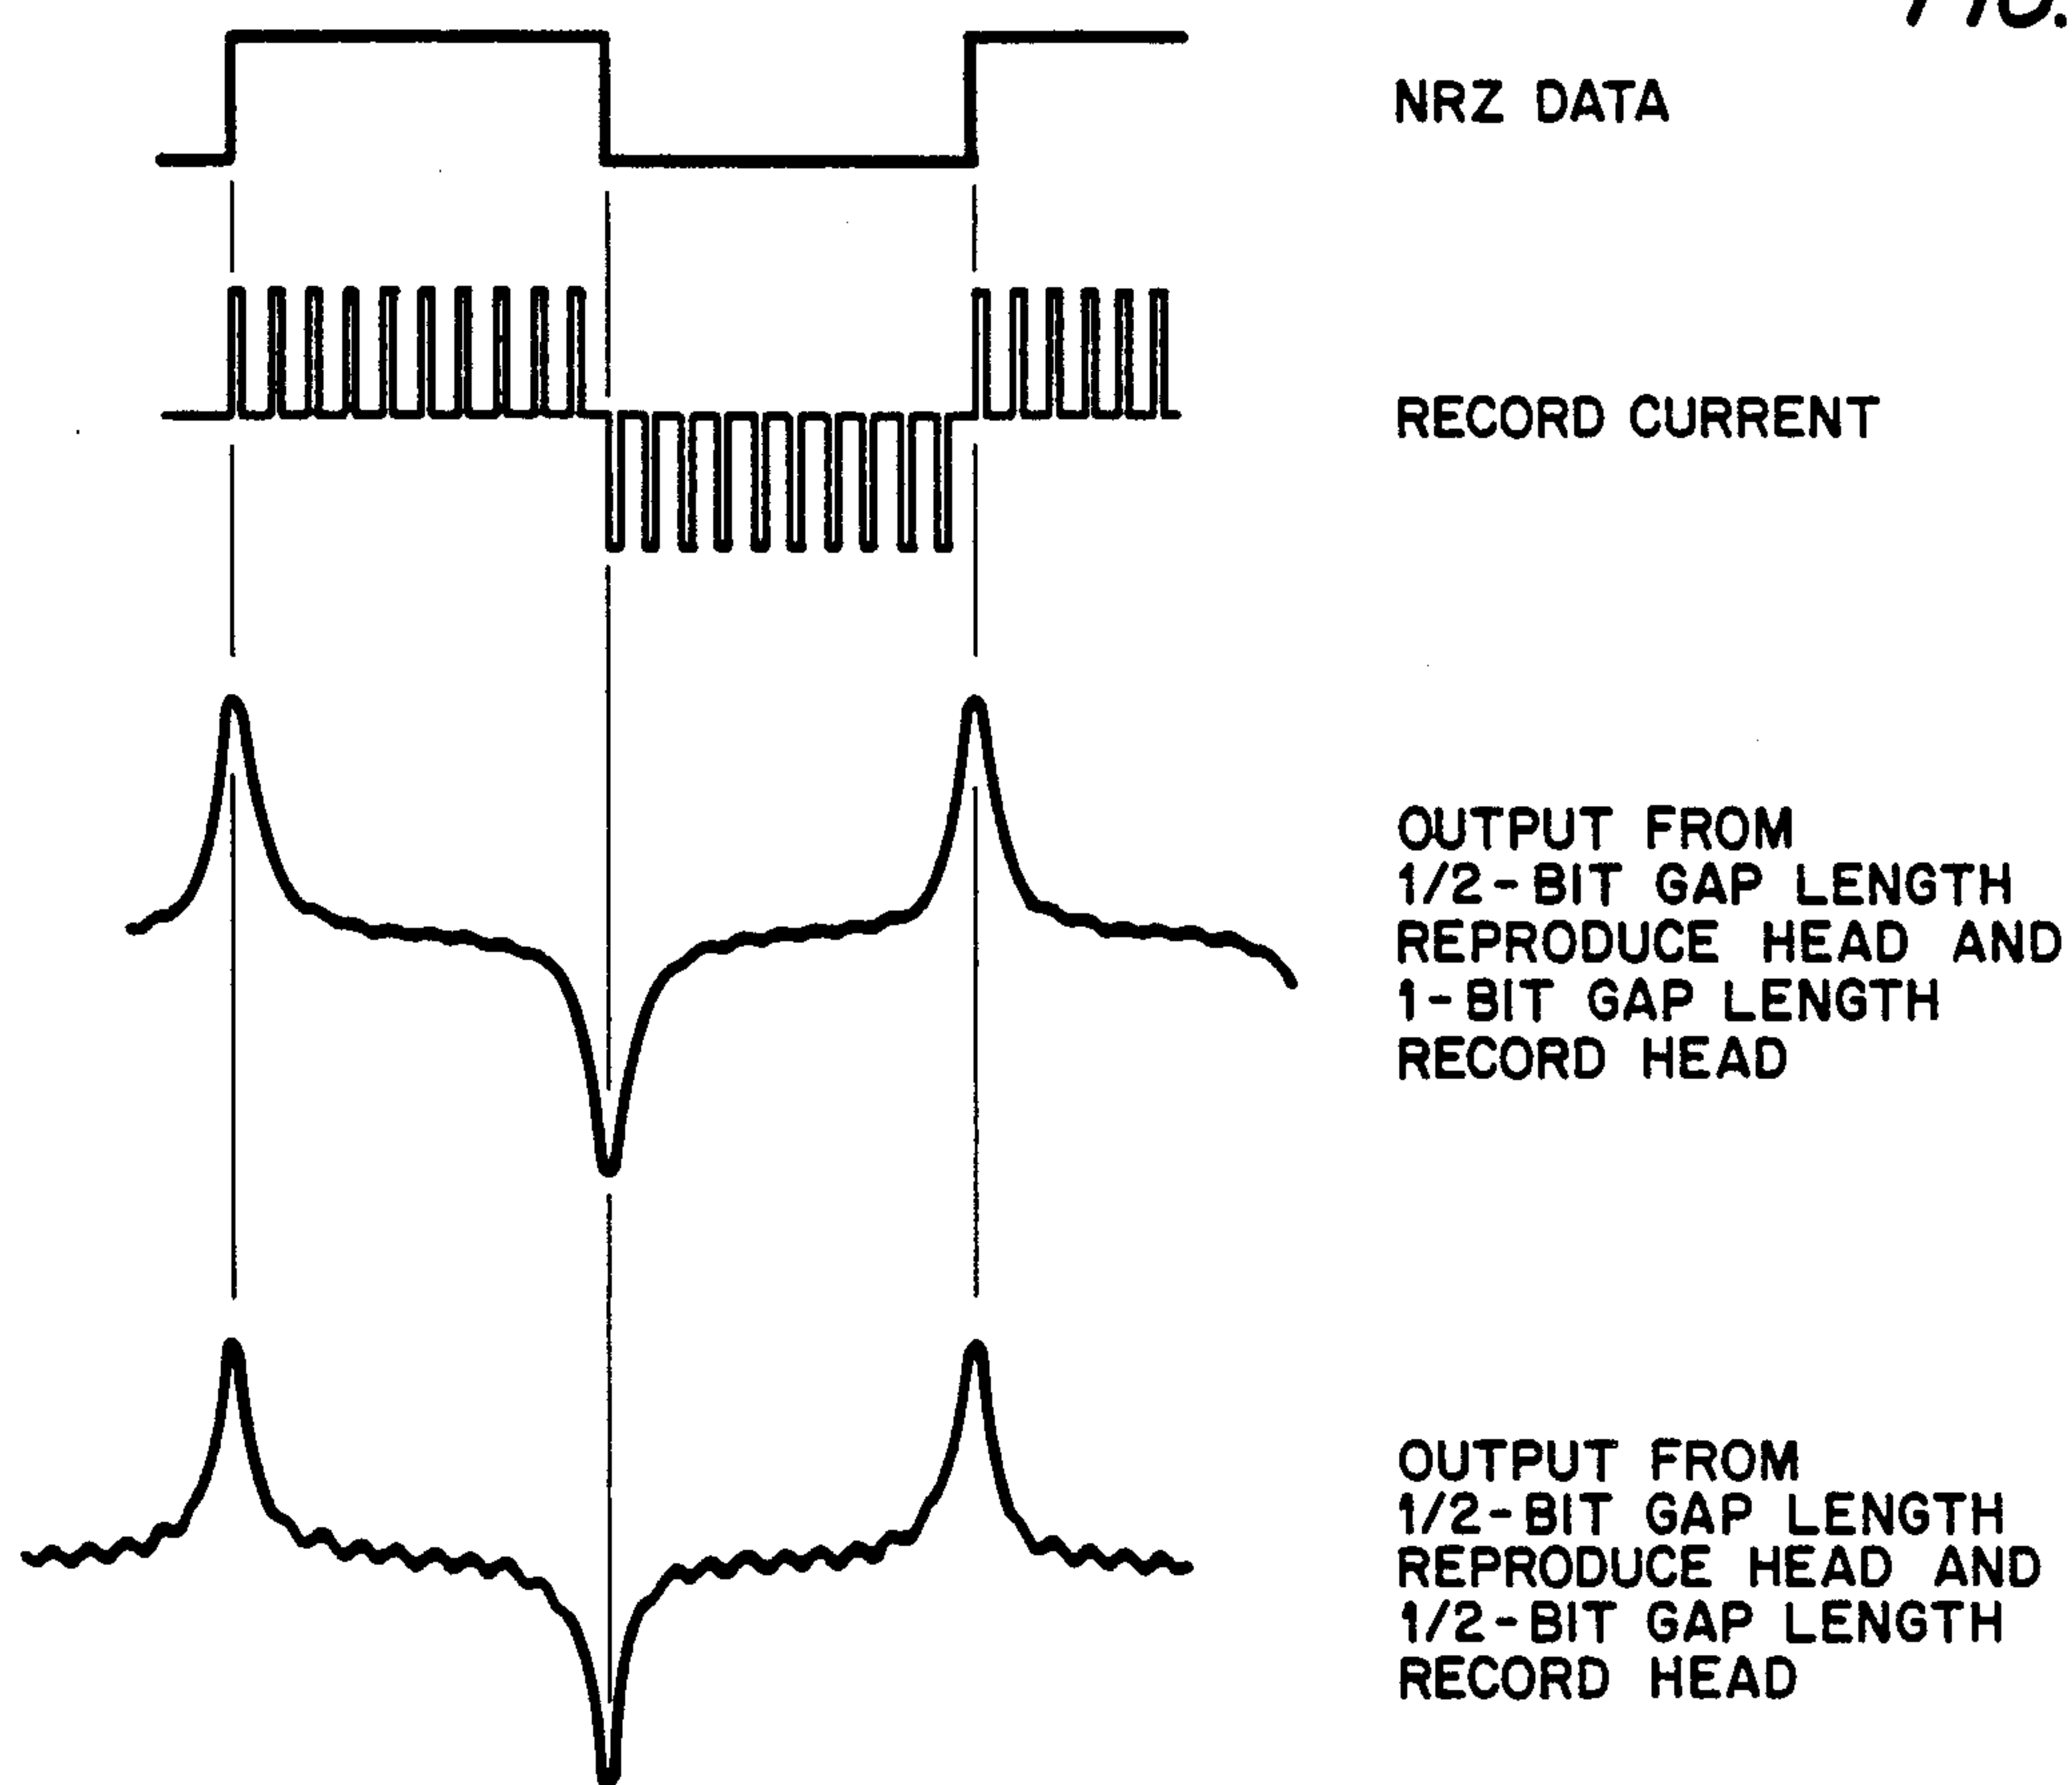 FIG.
NRZ DATA
RECORD CURRENT
OUTPUT FROM
1/2-BIT GAP LENGTH
REPRODUCE HEAD AND
1-BIT GAP LENGTH
RECORD HEAD
OUTPUT FROM
1/2-BIT GAP LENGTH
REPRODUCE HEAD AND
1/2-BIT GAP LENGTH
RECORD HEAD